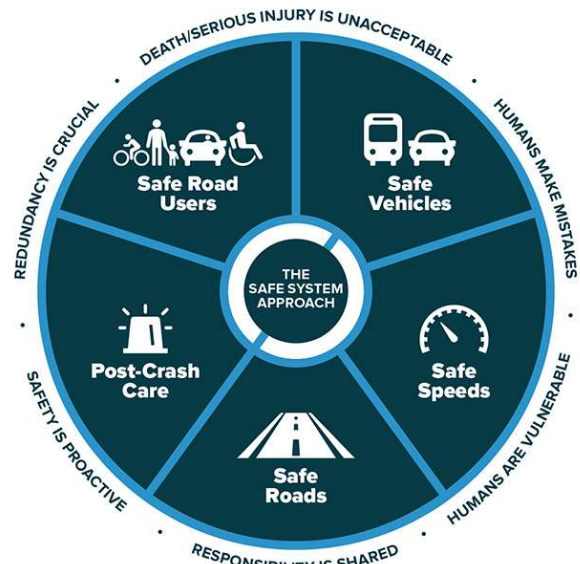 DEATH/SERIOUS INJURY IS UNACCEPTABLE
HUMANS MAKE MISTAKES
HUMANS ARE VULNERABLE
RESPONSIBILITY IS SHARED
SAFETY IS PROACTIVE
REDUNDANCY IS CRUCIAL
Safe Road
Users
Safe
Vehicles
THE
SAFE SYSTEM
APPROACH
Post-Crash
Care
Safe
Speeds
Safe
Roads